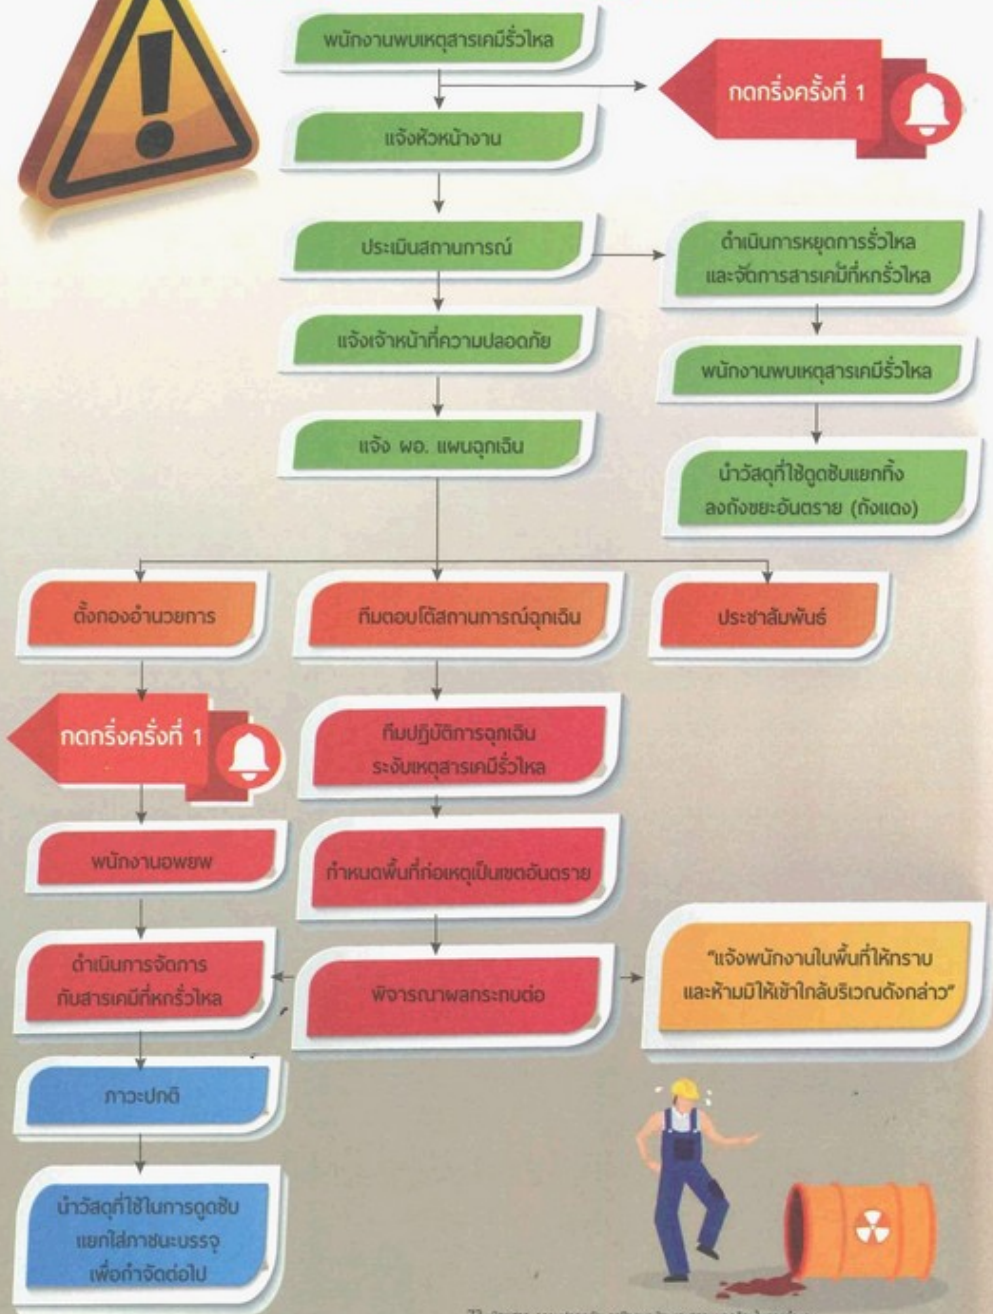 พนักงานพบเหตุสารเคมีรั่วไหล
กดกริ่งครั้งที่ 1
แจ้งหัวหน้างาน
ประเมินสถานการณ์
ดำเนินการหยุดการรั่วไหล
และจัดการสารเคมีที่หกรั่วไหล
แจ้งเจ้าหน้าที่ความปลอดภัย
พนักงานพบเหตุสารเคมีรั่วไหล
แจ้ง ผอ. แผนฉุกเฉิน
นำวัสดุที่ใช้ดูดซับแยกทิ้ง
ลงถังขยะอันตราย (ถังแดง)
ตั้งกองอำนวยการ
ทีมตอบโต้สถานการณ์ฉุกเฉิน
ประชาสัมพันธ์
กดกริ่งครั้งที่ 1
ทีมปฏิบัติการฉุกเฉิน
ระงับเหตุสารเคมีรั่วไหล
พนักงานอพยพ
กำหนดพื้นที่ก่อเหตุเป็นเขตอันตราย
ดำเนินการจัดการ
กับสารเคมีที่หกรั่วไหล
พิจารณาผลกระทบต่อ
"แจ้งพนักงานในพื้นที่ให้ทราบ
และห้ามมิให้เข้าใกล้บริเวณดังกล่าว"
ภาวะปกติ
นำวัสดุที่ใช้ในการดูดซับ
แยกใส่ภาชนะบรรจุ
เพื่อกำจัดต่อไป